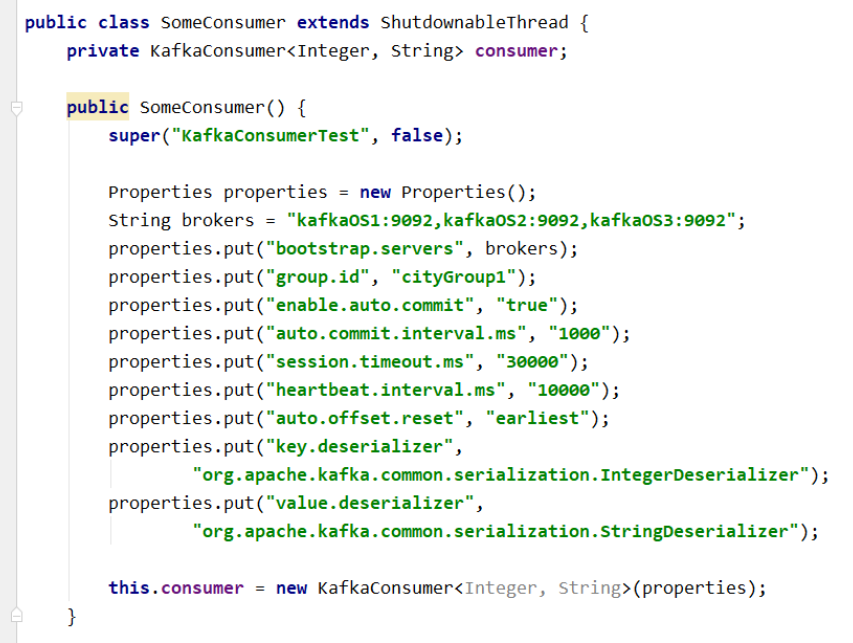 public class SomeConsumer extends ShutdownableThread {
    private KafkaConsumer<Integer, String> consumer;

    public SomeConsumer() {
        super("KafkaConsumerTest", false);

        Properties properties = new Properties();
        String brokers = "kafkaOS1:9092,kafkaOS2:9092,kafkaOS3:9092";
        properties.put("bootstrap.servers", brokers);
        properties.put("group.id", "cityGroup1");
        properties.put("enable.auto.commit", "true");
        properties.put("auto.commit.interval.ms", "1000");
        properties.put("session.timeout.ms", "30000");
        properties.put("heartbeat.interval.ms", "10000");
        properties.put("auto.offset.reset", "earliest");
        properties.put("key.deserializer",
                "org.apache.kafka.common.serialization.IntegerDeserializer");
        properties.put("value.deserializer",
                "org.apache.kafka.common.serialization.StringDeserializer");

        this.consumer = new KafkaConsumer<Integer, String>(properties);
    }